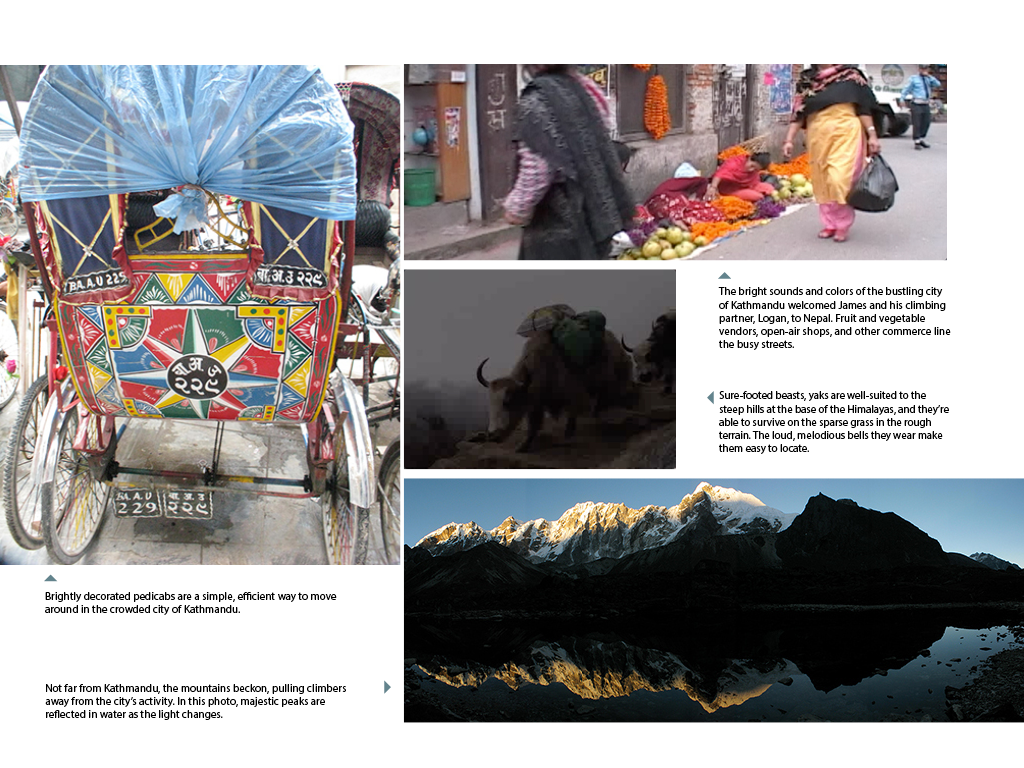 BA.A.U 229
बा.अ.उ २२९
बा.अ.उ
२२९
BA.A.U
229
बा.अ.उ
२२९
The bright sounds and colors of the bustling city
of Kathmandu welcomed James and his climbing
partner, Logan, to Nepal. Fruit and vegetable
vendors, open-air shops, and other commerce line
the busy streets.
Sure-footed beasts, yaks are well-suited to the
steep hills at the base of the Himalayas, and they're
able to survive on the sparse grass in the rough
terrain. The loud, melodious bells they wear make
them easy to locate.
Brightly decorated pedicabs are a simple, efficient way to move
around in the crowded city of Kathmandu.
Not far from Kathmandu, the mountains beckon, pulling climbers
away from the city's activity. In this photo, majestic peaks are
reflected in water as the light changes.